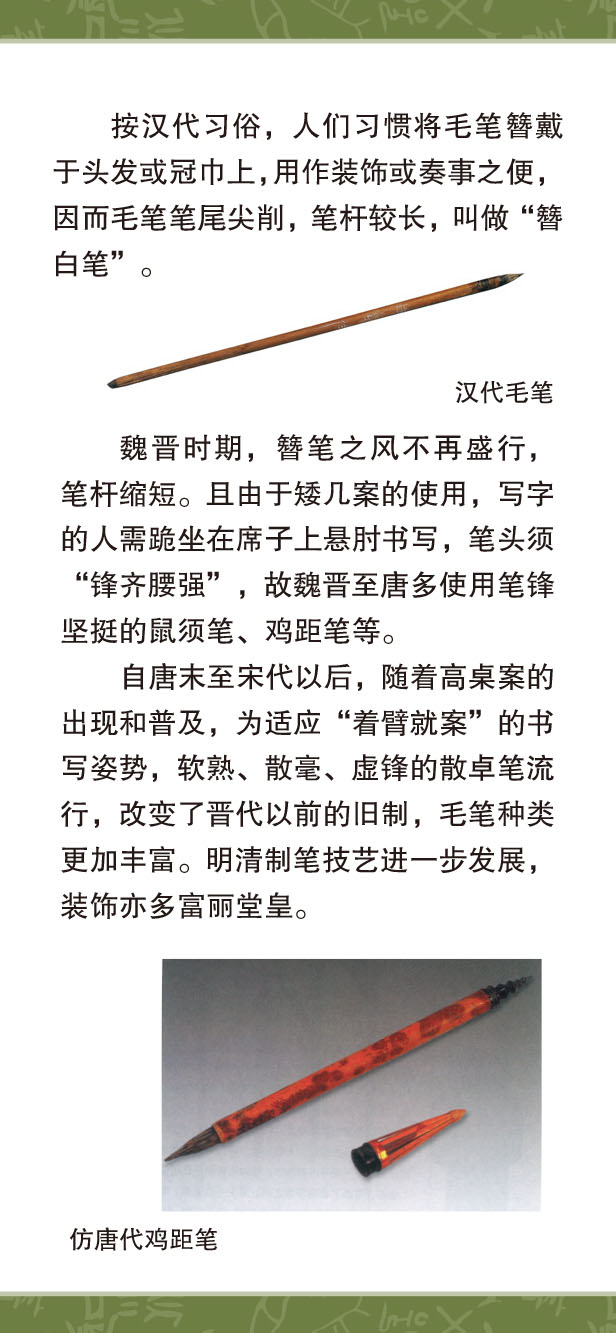 按汉代习俗，人们习惯将毛笔簪戴
于头发或冠巾上，用作装饰或奏事之便，
因而毛笔笔尾尖削，笔杆较长，叫做“簪
白笔”。
汉代毛笔
魏晋时期，簪笔之风不再盛行，
笔杆缩短。且由于矮几案的使用，写字
的人需跪坐在席子上悬肘书写，笔头须
“锋齐腰强”，故魏晋至唐多使用笔锋
坚挺的鼠须笔、鸡距笔等。
自唐末至宋代以后，随着高桌案的
出现和普及，为适应“着臂就案”的书
写姿势，软熟、散毫、虚锋的散卓笔流
行，改变了晋代以前的旧制，毛笔种类
更加丰富。明清制笔技艺进一步发展，
装饰亦多富丽堂皇。
仿唐代鸡距笔